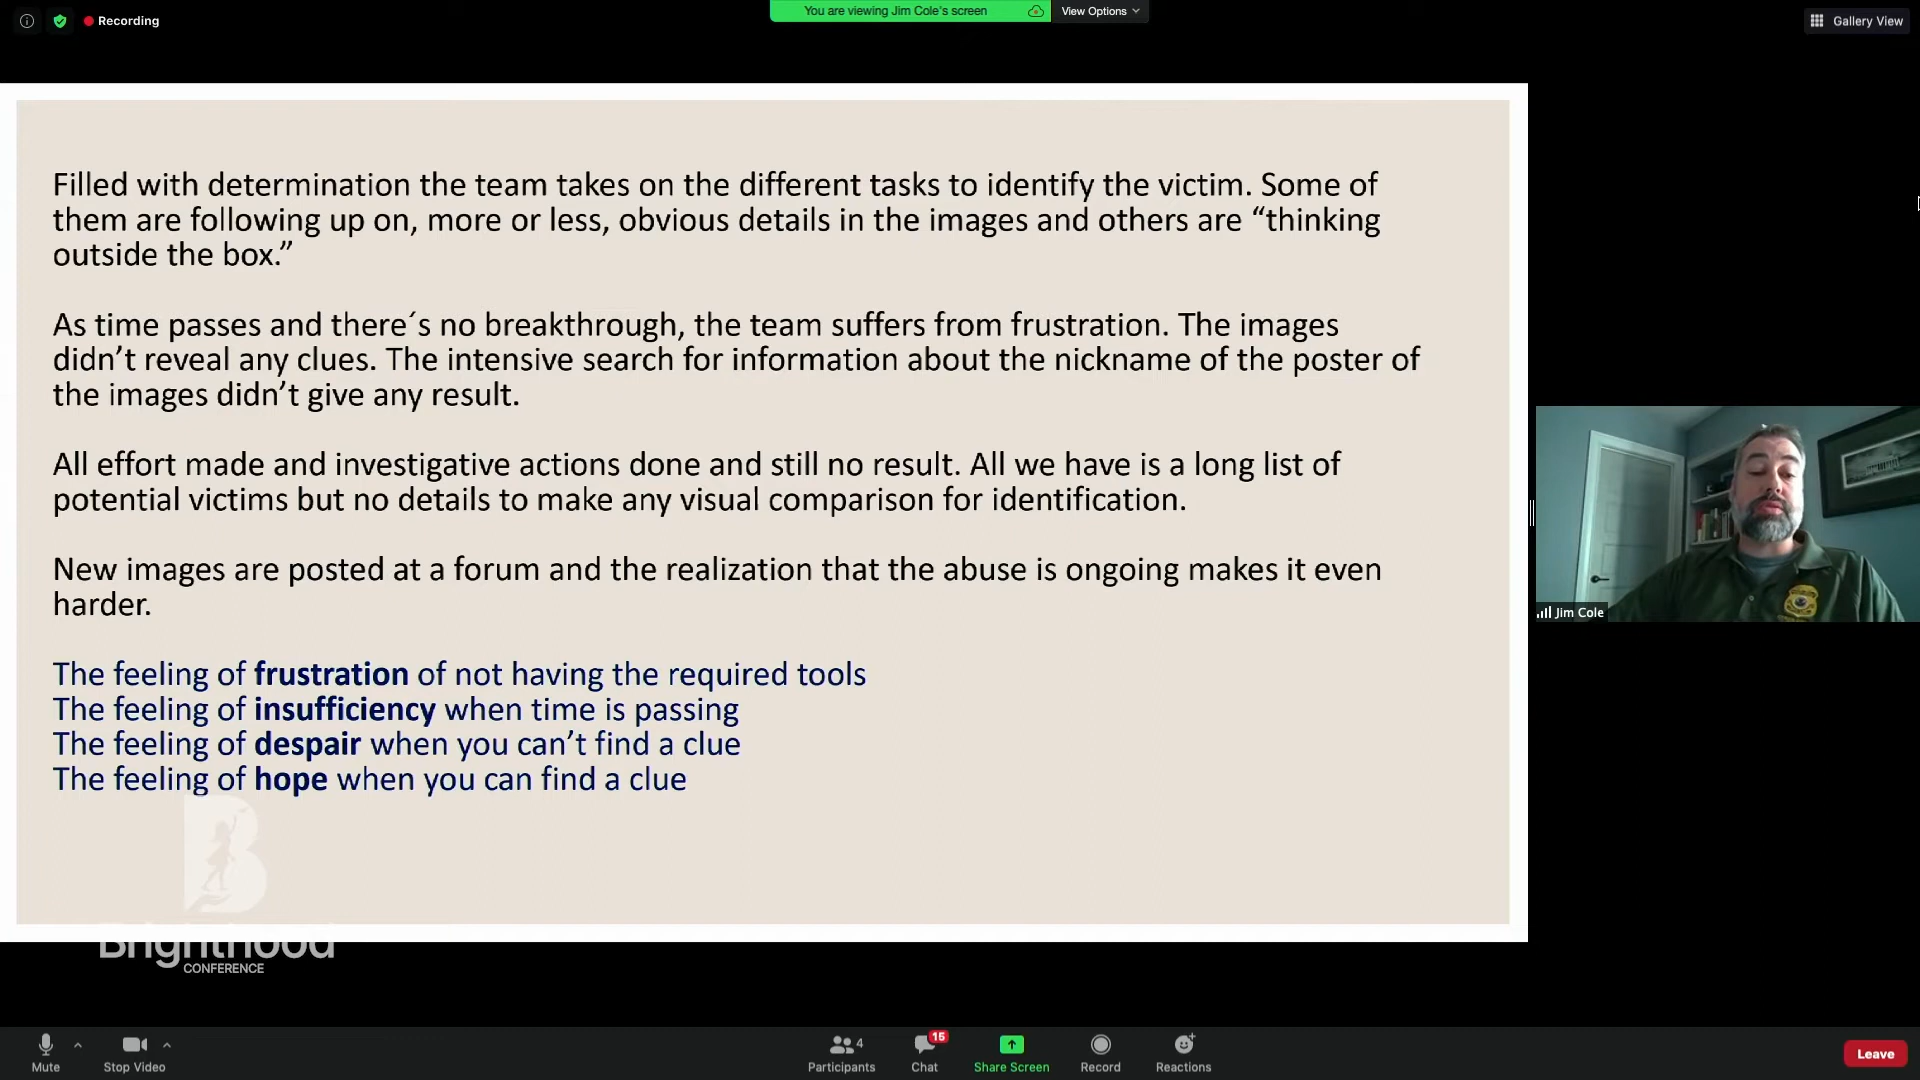 Recording
You are viewing Jim Cole's screen
View Options
Gallery View
Filled with determination the team takes on the different tasks to identify the victim. Some of
them are following up on, more or less, obvious details in the images and others are “thinking
outside the box.”
As time passes and there´s no breakthrough, the team suffers from frustration. The images
didn’t reveal any clues. The intensive search for information about the nickname of the poster of
the images didn’t give any result.
All effort made and investigative actions done and still no result. All we have is a long list of
potential victims but no details to make any visual comparison for identification.
New images are posted at a forum and the realization that the abuse is ongoing makes it even
harder.
The feeling of frustration of not having the required tools
The feeling of insufficiency when time is passing
The feeling of despair when you can’t find a clue
The feeling of hope when you can find a clue
Jim Cole
B
Brighthood
CONFERENCE
Mute
Stop Video
4
Participants
15
Chat
Share Screen
Record
Reactions
Leave